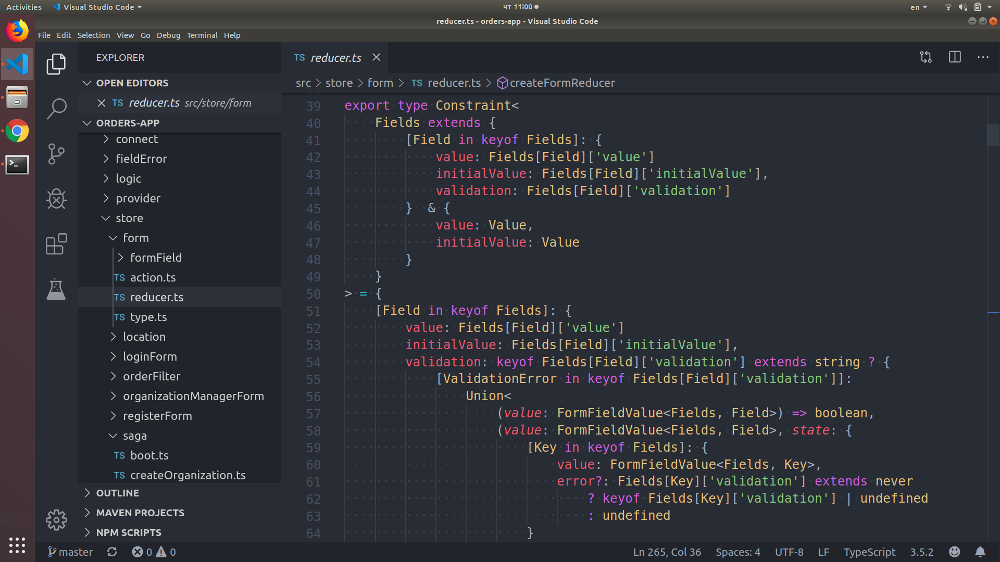 Activities Visual Studio Code чт 11:00 en
reducer.ts - orders-app - Visual Studio Code
File Edit Selection View Go Debug Terminal Help
EXPLORER
OPEN EDITORS
TS reducer.ts src/store/form
ORDERS-APP
connect
fieldError
logic
provider
store
form
formField
TS action.ts
TS reducer.ts
TS type.ts
location
loginForm
orderFilter
organizationManagerForm
registerForm
saga
TS boot.ts
TS createOrganization.ts
OUTLINE
MAVEN PROJECTS
NPM SCRIPTS
TS reducer.ts
src > store > form > TS reducer.ts > createFormReducer
39 export type Constraint<
40 Fields extends {
41 [Field in keyof Fields]: {
42 value: Fields[Field]['value']
43 initialValue: Fields[Field]['initialValue'],
44 validation: Fields[Field]['validation']
45 } & {
46 value: Value,
47 initialValue: Value
48 }
49 }
50 > = {
51 [Field in keyof Fields]: {
52 value: Fields[Field]['value']
53 initialValue: Fields[Field]['initialValue'],
54 validation: keyof Fields[Field]['validation'] extends string ? {
55 [ValidationError in keyof Fields[Field]['validation']]:
56 Union<
57 (value: FormFieldValue<Fields, Field>) => boolean,
58 (value: FormFieldValue<Fields, Field>, state: {
59 [Key in keyof Fields]: {
60 value: FormFieldValue<Fields, Key>,
61 error?: Fields[Key]['validation'] extends never
62 ? keyof Fields[Key]['validation'] | undefined
63 : undefined
64 }
master 0 0 Ln 265, Col 36 Spaces: 4 UTF-8 LF TypeScript 3.5.2